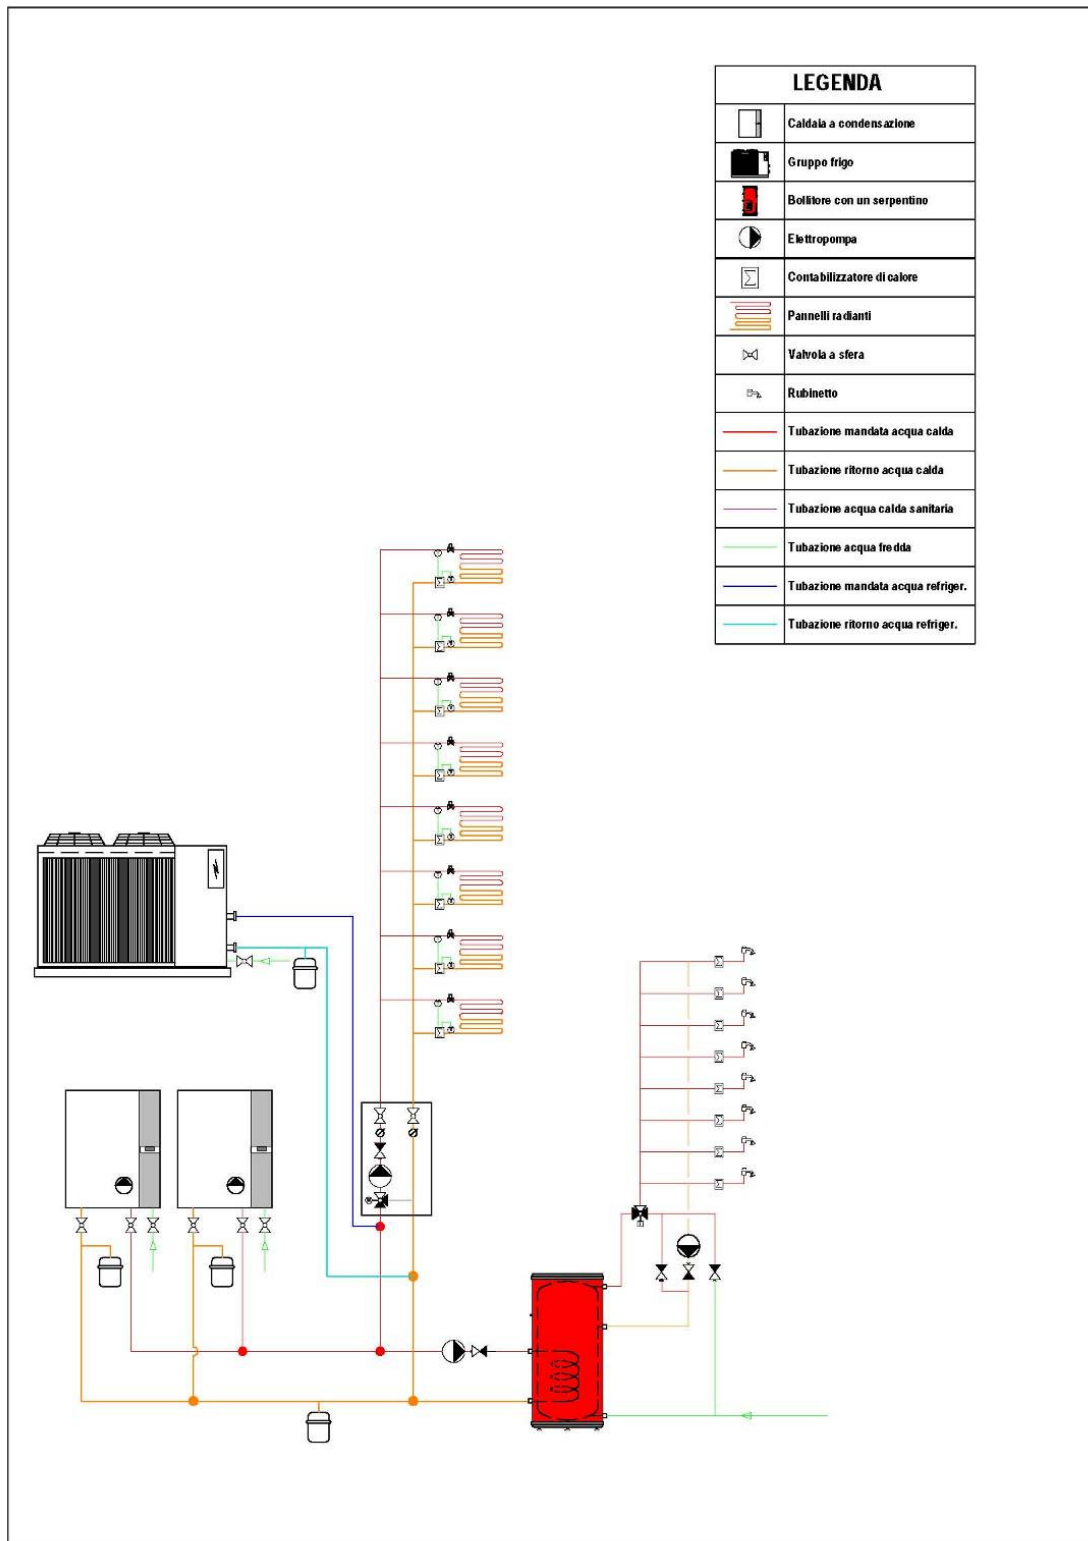 LEGENDA
Caldaia a condensazione
Gruppo frigo
Bollitore con un serpentino
Elettropompa
Contabilizzatore di calore
Pannelli radianti
Valvola a sfera
Rubinetto
Tubazione mandata acqua calda
Tubazione ritorno acqua calda
Tubazione acqua calda sanitaria
Tubazione acqua fredda
Tubazione mandata acqua refriger.
Tubazione ritorno acqua refriger.